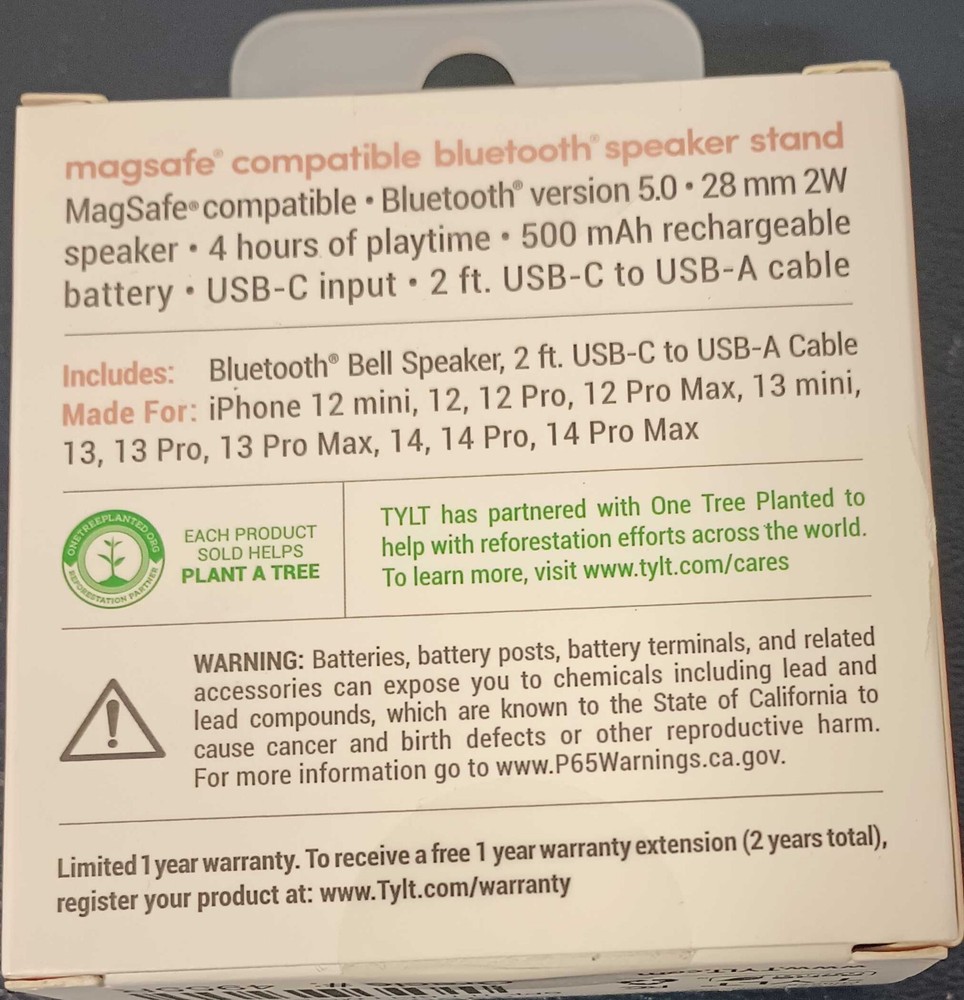 magsafe® compatible bluetooth® speaker stand
MagSafe® compatible • Bluetooth® version 5.0 • 28 mm 2W
speaker • 4 hours of playtime • 500 mAh rechargeable
battery • USB-C input • 2 ft. USB-C to USB-A cable
Includes: Bluetooth® Bell Speaker, 2 ft. USB-C to USB-A Cable
Made For: iPhone 12 mini, 12, 12 Pro, 12 Pro Max, 13 mini,
13, 13 Pro, 13 Pro Max, 14, 14 Pro, 14 Pro Max
ONETREEPLANTED.ORG
REFORESTATION PARTNER
EACH PRODUCT
SOLD HELPS
PLANT A TREE
TYLT has partnered with One Tree Planted to
help with reforestation efforts across the world.
To learn more, visit www.tylt.com/cares
WARNING: Batteries, battery posts, battery terminals, and related
accessories can expose you to chemicals including lead and
lead compounds, which are known to the State of California to
cause cancer and birth defects or other reproductive harm.
For more information go to www.P65Warnings.ca.gov.
Limited 1 year warranty. To receive a free 1 year warranty extension (2 years total),
register your product at: www.Tylt.com/warranty
www.TYLT.com